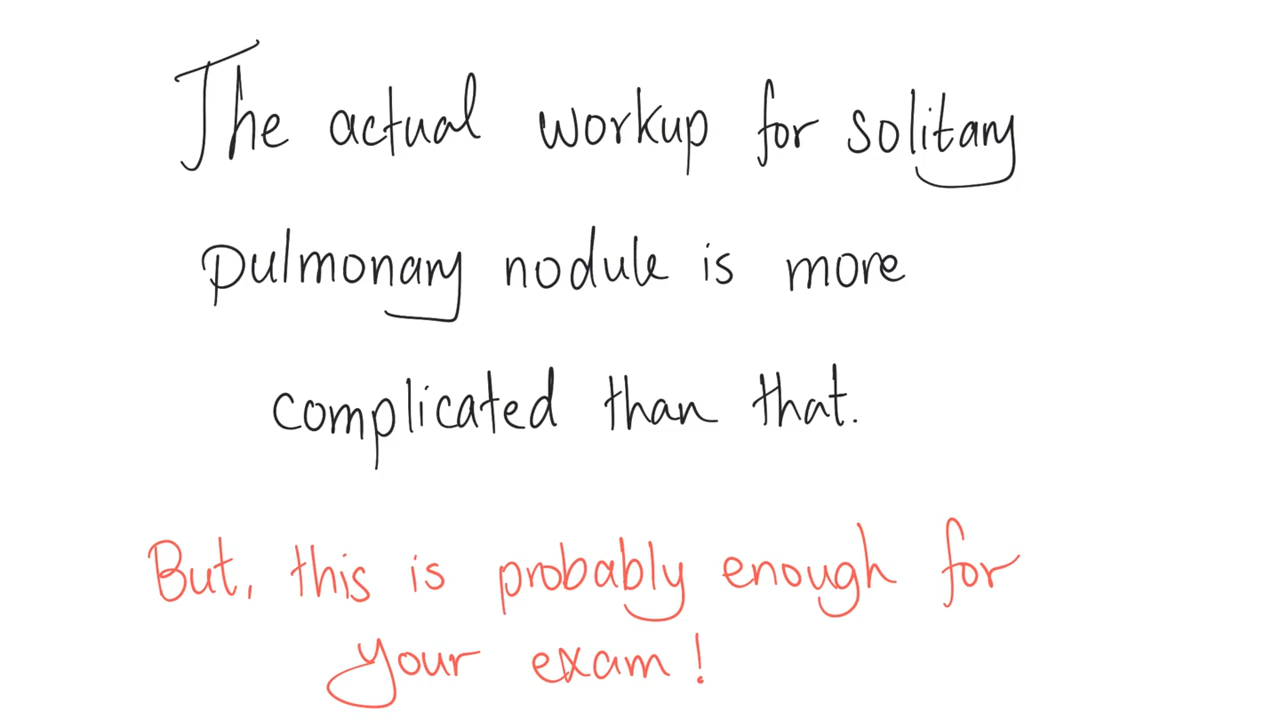 The actual workup for solitary
pulmonary nodule is more
complicated than that.
But, this is probably enough for
your exam!